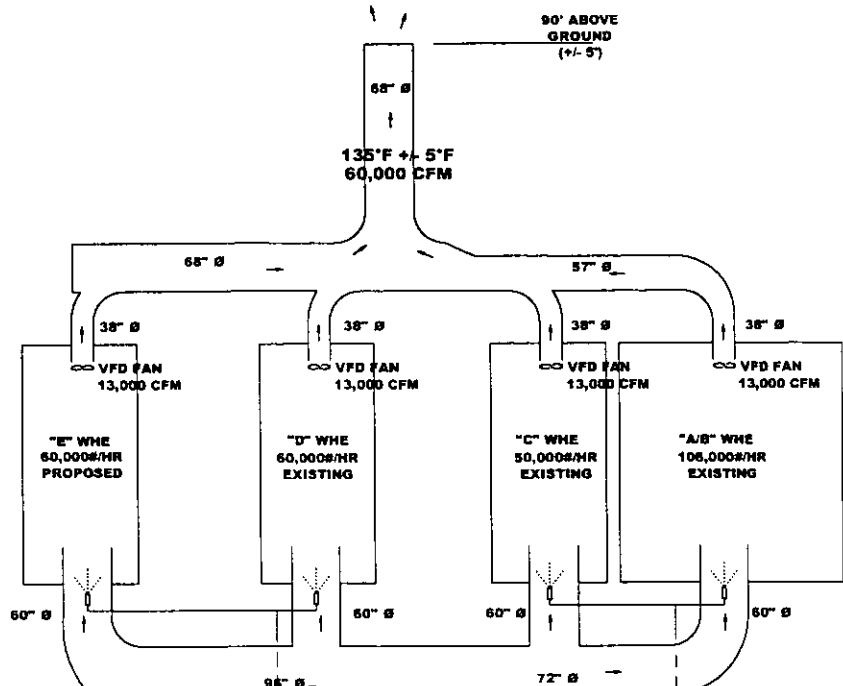 90' ABOVE
GROUND
(+/- 5')
68" Ø
135°F +/- 5°F
60,000 CFM
68" Ø
57" Ø
38" Ø
38" Ø
38" Ø
38" Ø
VFD FAN
13,000 CFM
VFD FAN
13,000 CFM
VFD FAN
13,000 CFM
VFD FAN
13,000 CFM
"E" WHE
60,000#/HR
PROPOSED
"D" WHE
60,000#/HR
EXISTING
"C" WHE
50,000#/HR
EXISTING
"A/B" WHE
106,000#/HR
EXISTING
60" Ø
60" Ø
60" Ø
60" Ø
72" Ø